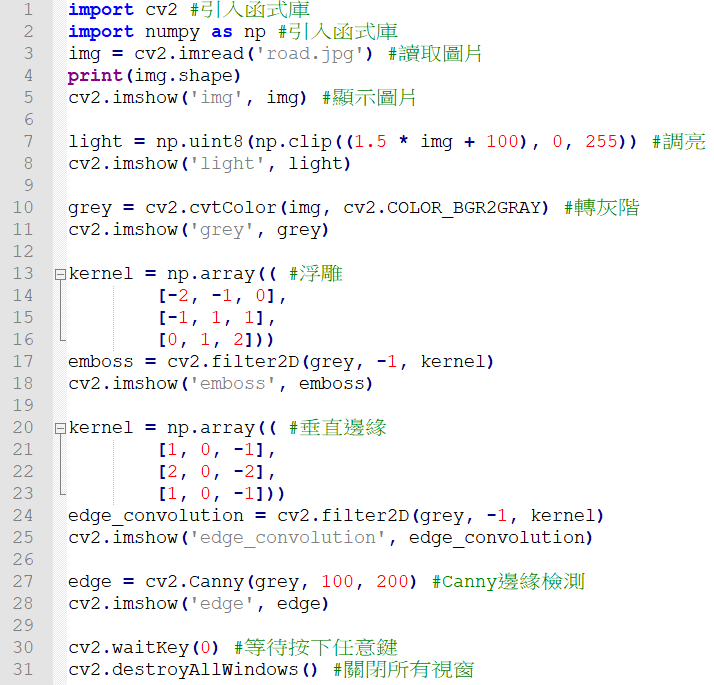 1 import cv2 #引入函式庫
2 import numpy as np #引入函式庫
3 img = cv2.imread('road.jpg') #讀取圖片
4 print(img.shape)
5 cv2.imshow('img', img) #顯示圖片
6
7 light = np.uint8(np.clip((1.5 * img + 100), 0, 255)) #調亮
8 cv2.imshow('light', light)
9
10 grey = cv2.cvtColor(img, cv2.COLOR_BGR2GRAY) #轉灰階
11 cv2.imshow('grey', grey)
12
13 kernel = np.array(( #浮雕
14         [-2, -1, 0],
15         [-1, 1, 1],
16         [0, 1, 2]))
17 emboss = cv2.filter2D(grey, -1, kernel)
18 cv2.imshow('emboss', emboss)
19
20 kernel = np.array(( #垂直邊緣
21         [1, 0, -1],
22         [2, 0, -2],
23         [1, 0, -1]))
24 edge_convolution = cv2.filter2D(grey, -1, kernel)
25 cv2.imshow('edge_convolution', edge_convolution)
26
27 edge = cv2.Canny(grey, 100, 200) #Canny邊緣檢測
28 cv2.imshow('edge', edge)
29
30 cv2.waitKey(0) #等待按下任意鍵
31 cv2.destroyAllWindows() #關閉所有視窗